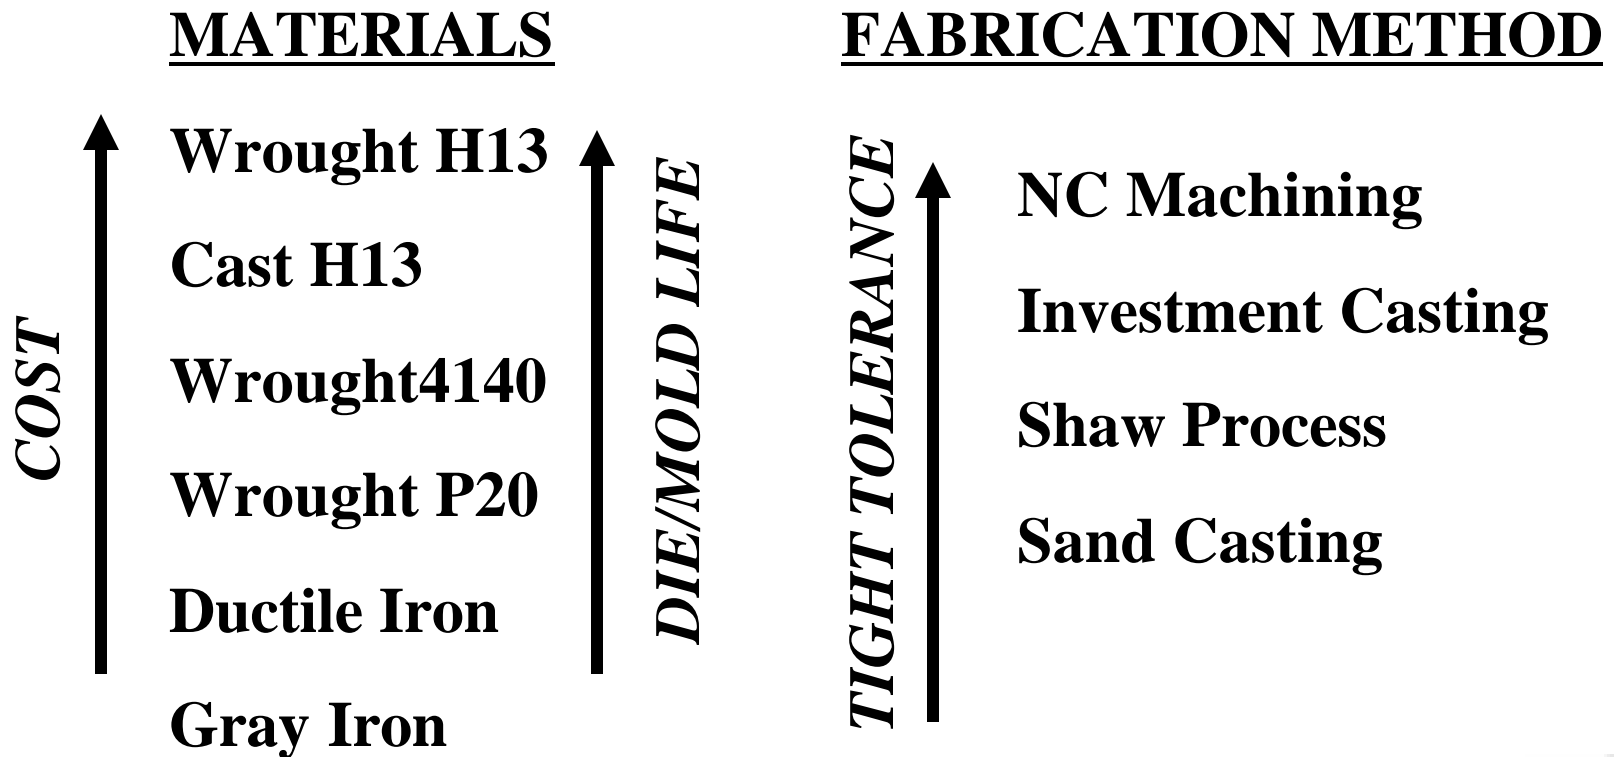 MATERIALS
COST
Wrought H13
Cast H13
Wrought4140
Wrought P20
Ductile Iron
Gray Iron
DIE/MOLD LIFE
FABRICATION METHOD
TIGHT TOLERANCE
NC Machining
Investment Casting
Shaw Process
Sand Casting